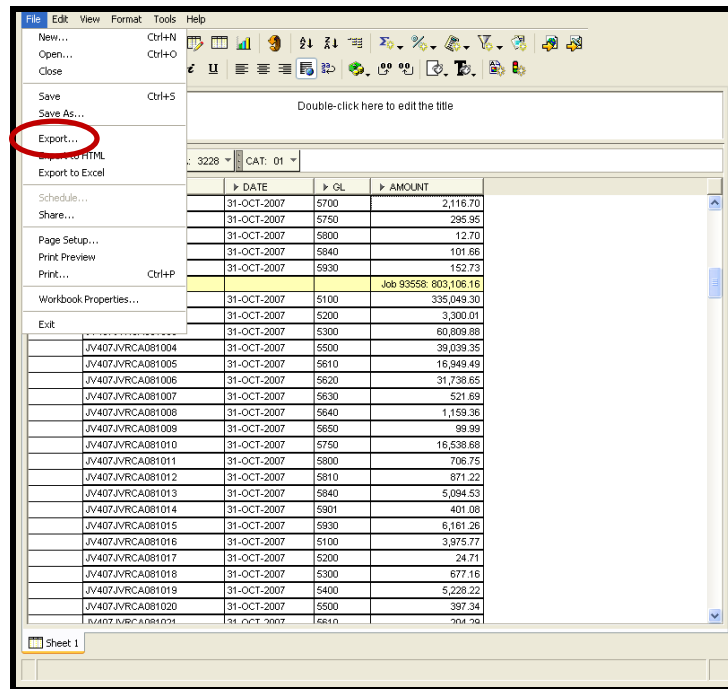 File Edit View Format Tools Help
New... Ctrl+N
Open... Ctrl+O
Close
Save Ctrl+S
Save As...
Export...
Export to HTML
Export to Excel
Schedule...
Share...
Page Setup...
Print Preview
Print... Ctrl+P
Workbook Properties...
Exit
U
Double-click here to edit the title
: 3228 CAT: 01
DATE GL AMOUNT
31-OCT-2007 5700 2,116.70
31-OCT-2007 5750 295.95
31-OCT-2007 5800 12.70
31-OCT-2007 5840 101.66
31-OCT-2007 5930 152.73
Job 93558: 803,106.16
31-OCT-2007 5100 335,049.30
31-OCT-2007 5200 3,300.01
31-OCT-2007 5300 60,809.88
JV407JVRCA081004 31-OCT-2007 5500 39,039.35
JV407JVRCA081005 31-OCT-2007 5610 16,949.49
JV407JVRCA081006 31-OCT-2007 5620 31,738.65
JV407JVRCA081007 31-OCT-2007 5630 521.69
JV407JVRCA081008 31-OCT-2007 5640 1,159.36
JV407JVRCA081009 31-OCT-2007 5650 99.99
JV407JVRCA081010 31-OCT-2007 5750 16,538.68
JV407JVRCA081011 31-OCT-2007 5800 706.75
JV407JVRCA081012 31-OCT-2007 5810 871.22
JV407JVRCA081013 31-OCT-2007 5840 5,094.53
JV407JVRCA081014 31-OCT-2007 5901 401.08
JV407JVRCA081015 31-OCT-2007 5930 6,161.26
JV407JVRCA081016 31-OCT-2007 5100 3,975.77
JV407JVRCA081017 31-OCT-2007 5200 24.71
JV407JVRCA081018 31-OCT-2007 5300 677.16
JV407JVRCA081019 31-OCT-2007 5400 5,228.22
JV407JVRCA081020 31-OCT-2007 5500 397.34
JV407JVRCA081021 31-OCT-2007 5610 204.29
Sheet 1